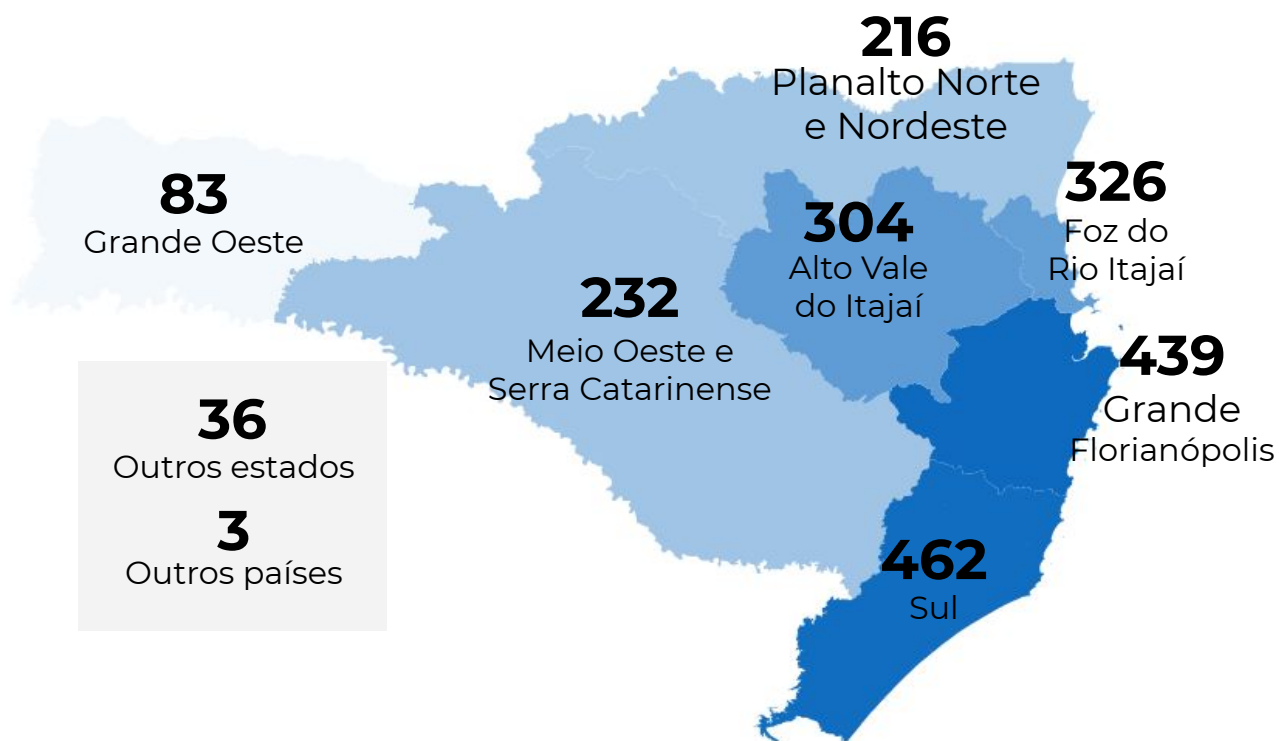 216
Planalto Norte
e Nordeste
83
Grande Oeste
326
Foz do
Rio Itajaí
304
Alto Vale
do Itajaí
232
Meio Oeste e
Serra Catarinense
439
Grande
Florianópolis
36
Outros estados
3
Outros países
462
Sul